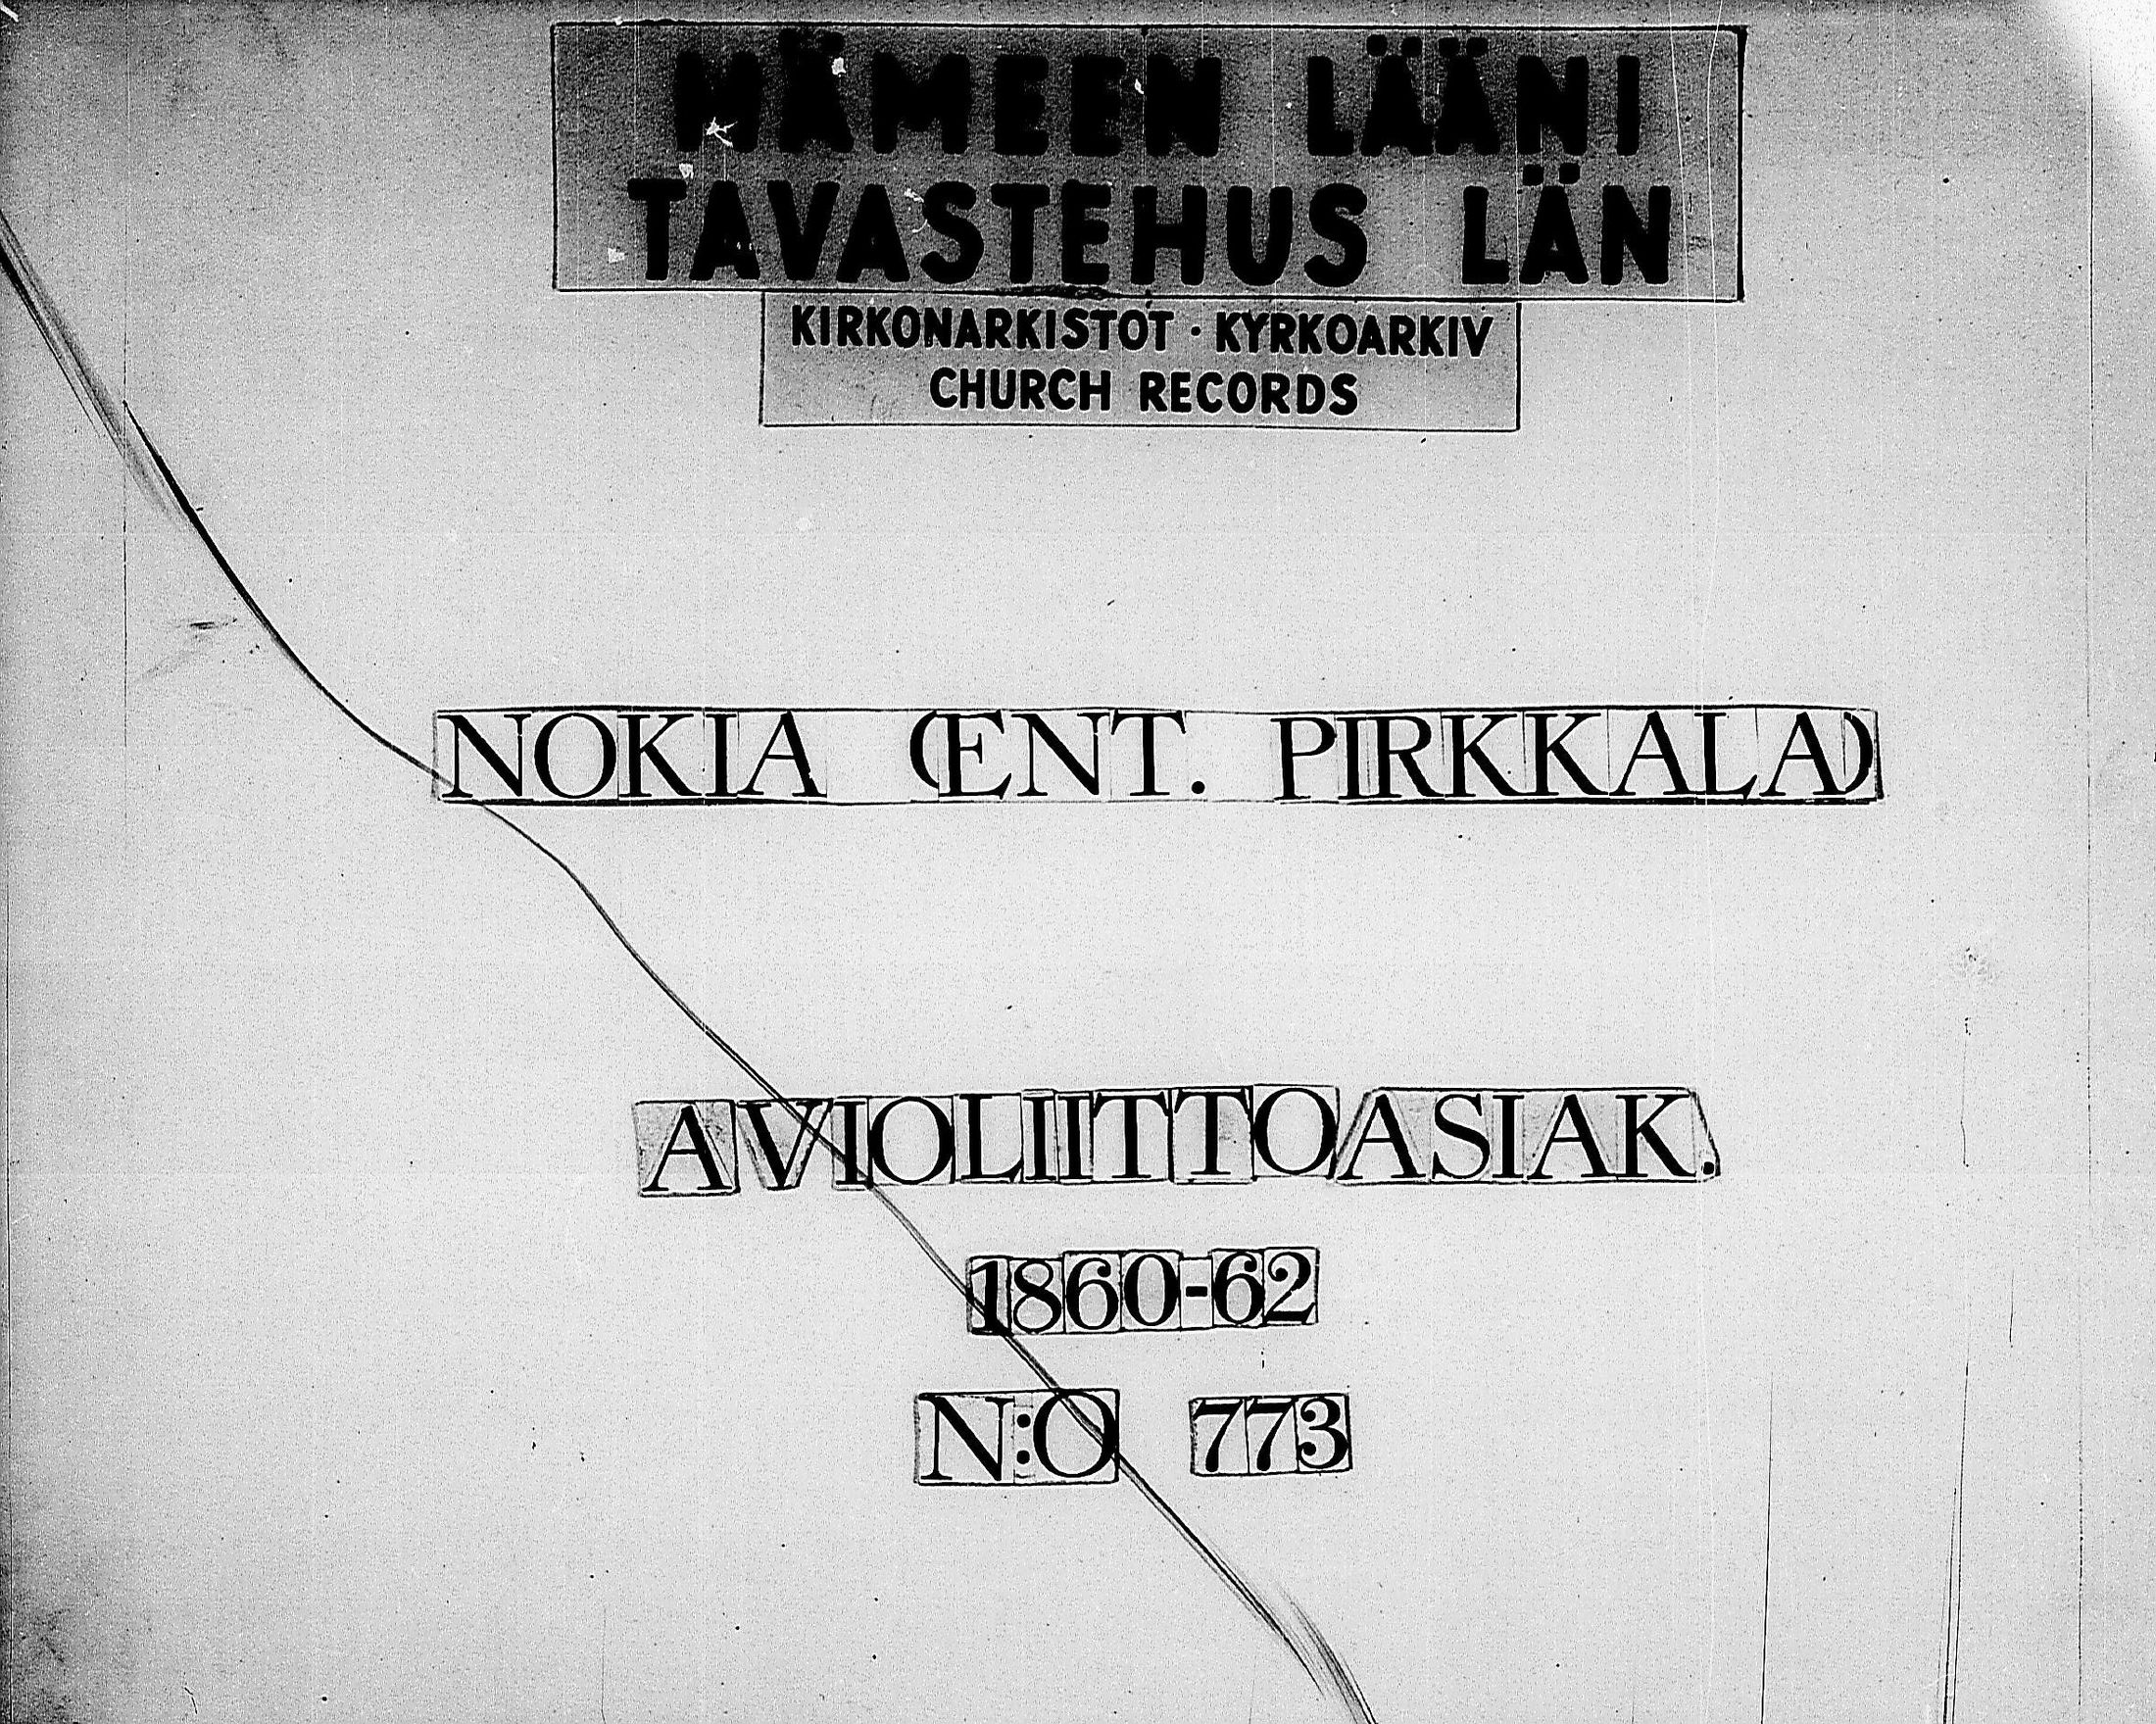 HÄMEEN LÄÄNI
TAVASTEHUS LÄN
KIRKONARKISTOT · KYRKOARKIV
CHURCH RECORDS
NOKIA (ENT. PIRKKALA)
AVIOLIITTOASIAK.
1860-62
N:O 773